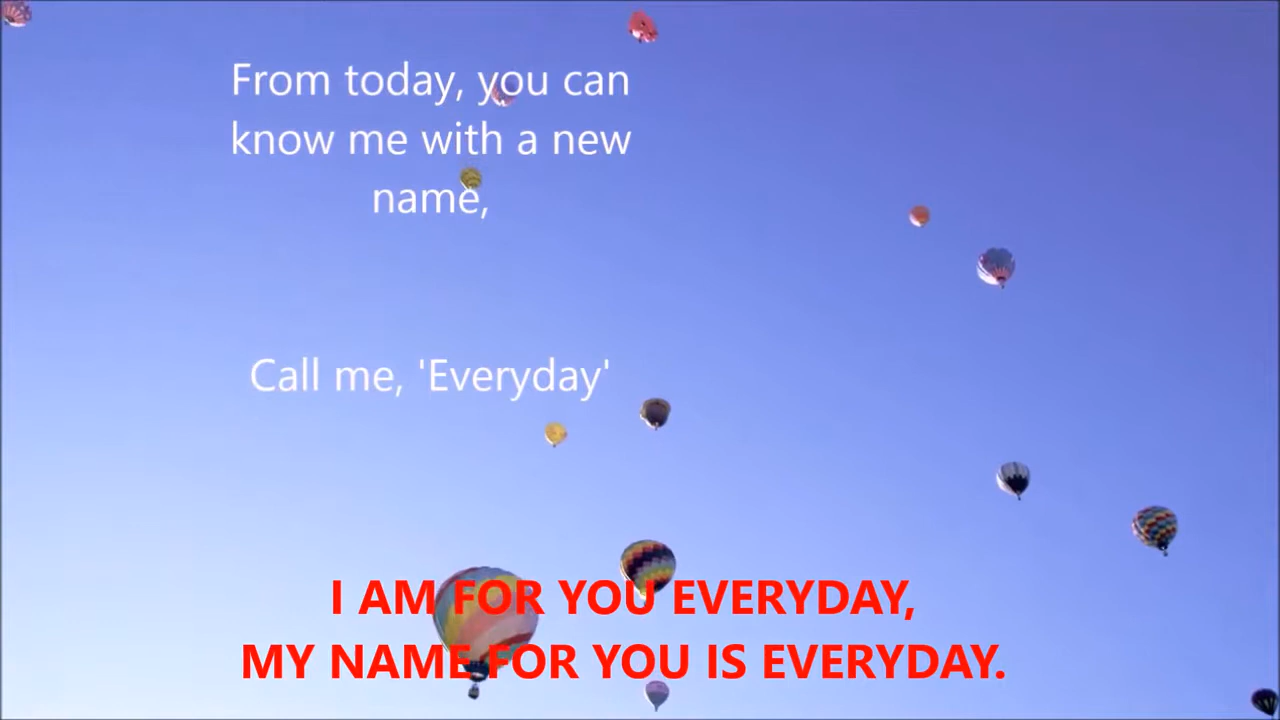 From today, you can
know me with a new
name,
Call me, 'Everyday'
I AM FOR YOU EVERYDAY,
MY NAME FOR YOU IS EVERYDAY.